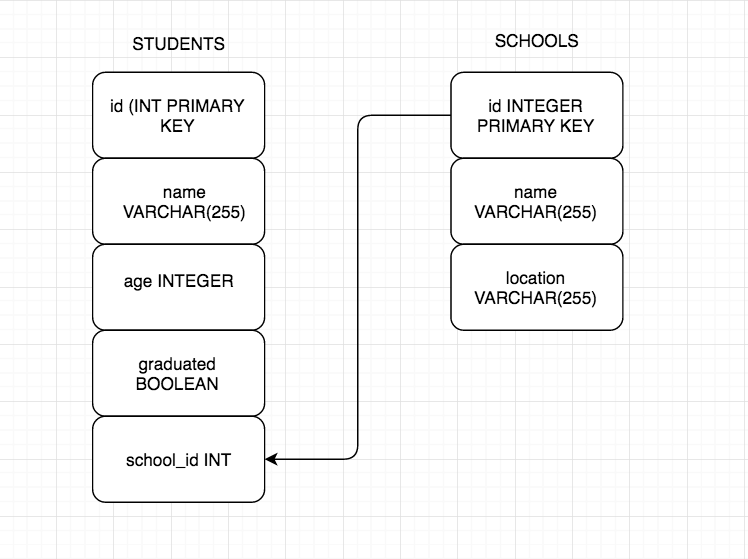 STUDENTS
id (INT PRIMARY
KEY
name
VARCHAR(255)
age INTEGER
graduated
BOOLEAN
school_id INT
SCHOOLS
id INTEGER
PRIMARY KEY
name
VARCHAR(255)
location
VARCHAR(255)